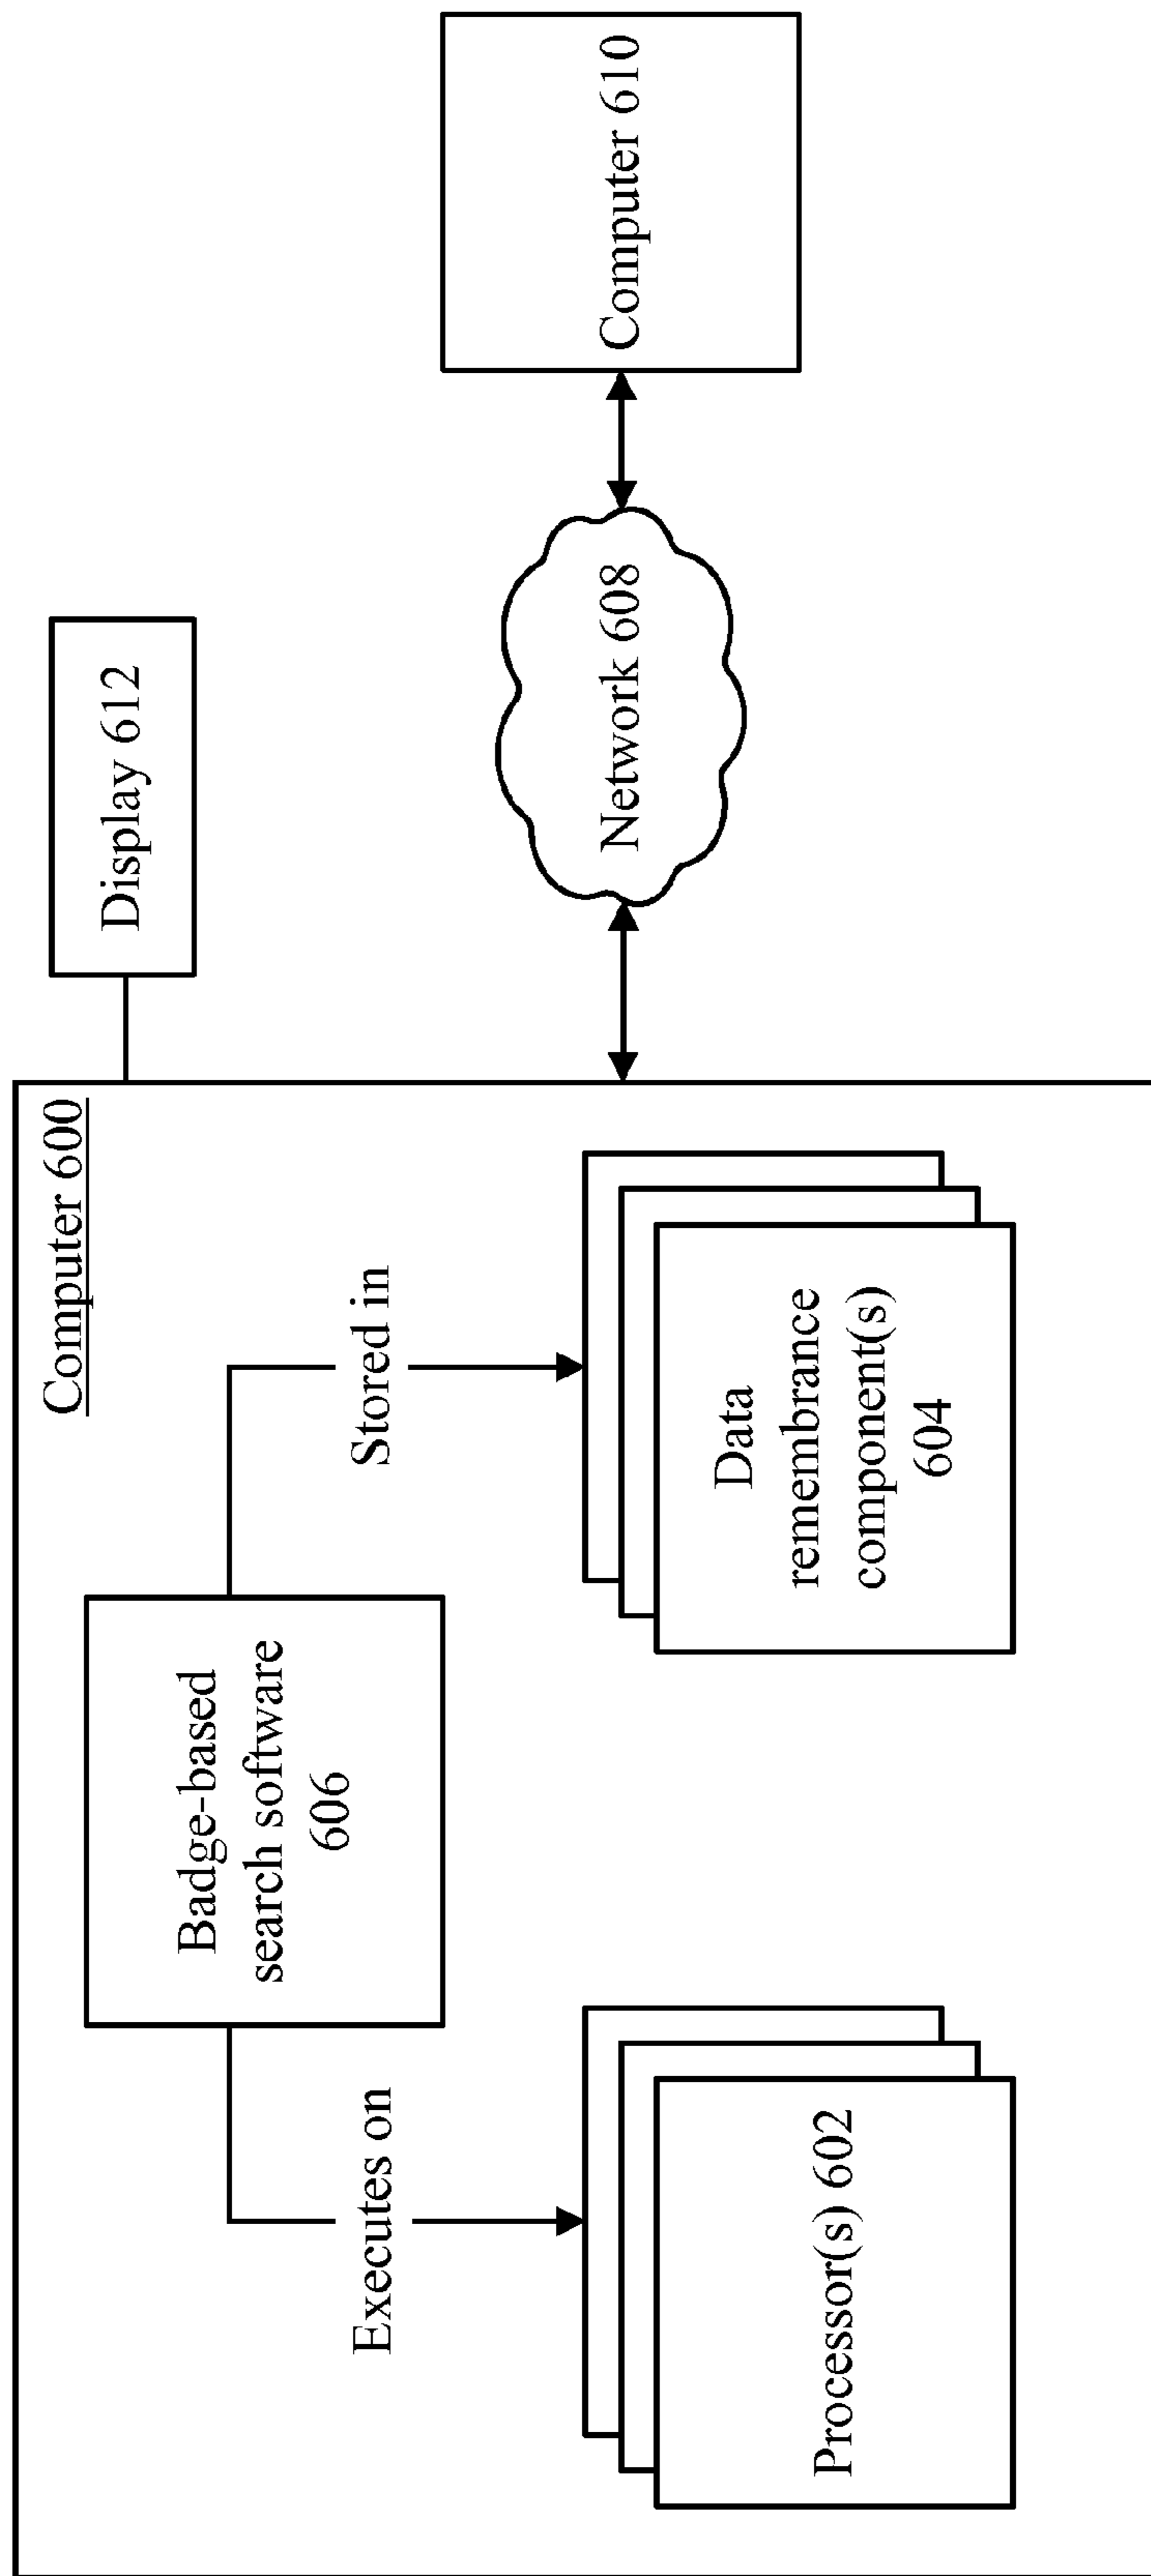 Computer 600
Badge-based
search software
606
Executes on
Stored in
Processor(s) 602
Data
remembrance
component(s)
604
Display 612
Network 608
Computer 610